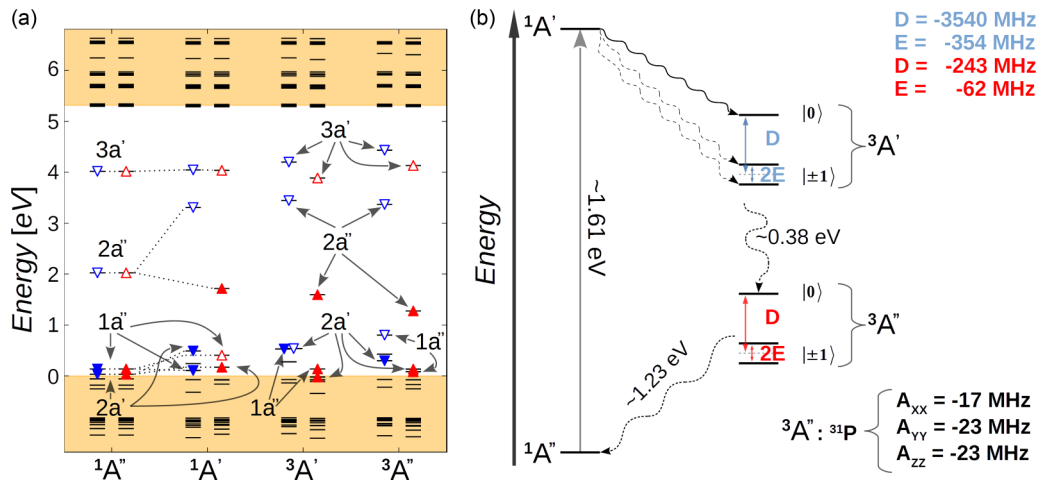 (a)
Energy [eV]
6
5
4
3
2
1
0
3a'
2a''
1a''
2a'
3a'
2a''
2a'
1a''
1a''
¹A''
¹A'
³A'
³A''
(b)
Energy
¹A'
~1.61 eV
¹A''
D = -3540 MHz
E = -354 MHz
D = -243 MHz
E = -62 MHz
|0⟩
D
2E
|±1⟩
³A'
~0.38 eV
|0⟩
D
2E
|±1⟩
³A''
~1.23 eV
³A'' : ³¹P
A_XX = -17 MHz
A_YY = -23 MHz
A_ZZ = -23 MHz